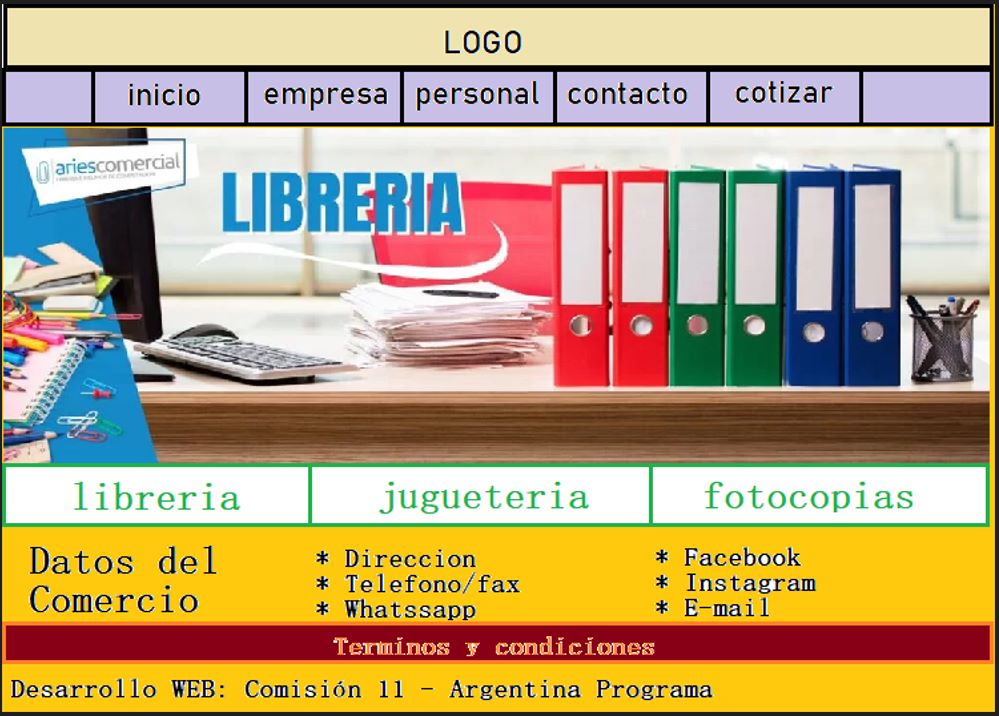 LOGO
inicio empresa personal contacto cotizar
ariescomercial
LIBRERIA
libreria jugueteria fotocopias
Datos del
Comercio
* Direccion
* Telefono/fax
* Whatssapp
* Facebook
* Instagram
* E-mail
Terminos y condiciones
Desarrollo WEB: Comisión 11 - Argentina Programa